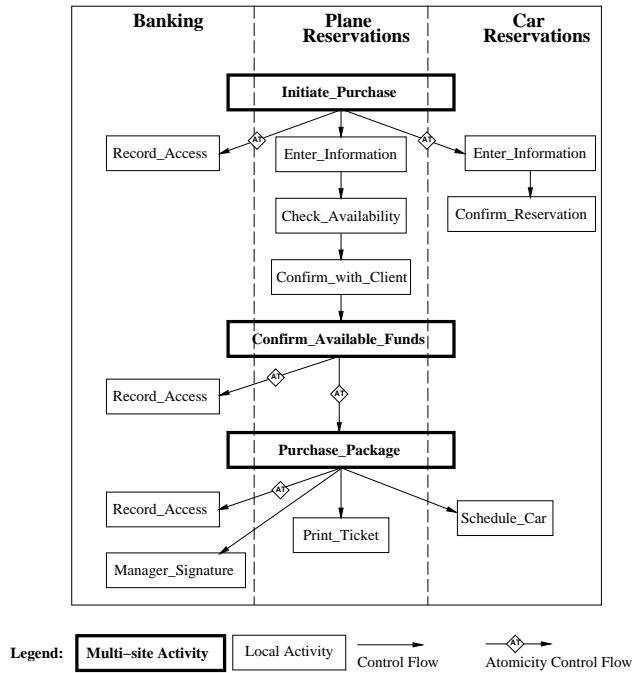 Banking
Plane
Reservations
Car
Reservations
Initiate_Purchase
AT
AT
Record_Access
Enter_Information
Enter_Information
Check_Availability
Confirm_Reservation
Confirm_with_Client
Confirm_Available_Funds
AT
AT
Record_Access
Purchase_Package
AT
Record_Access
Schedule_Car
Print_Ticket
Manager_Signature
Legend:
Multi−site Activity
Local Activity
Control Flow
AT
Atomicity Control Flow